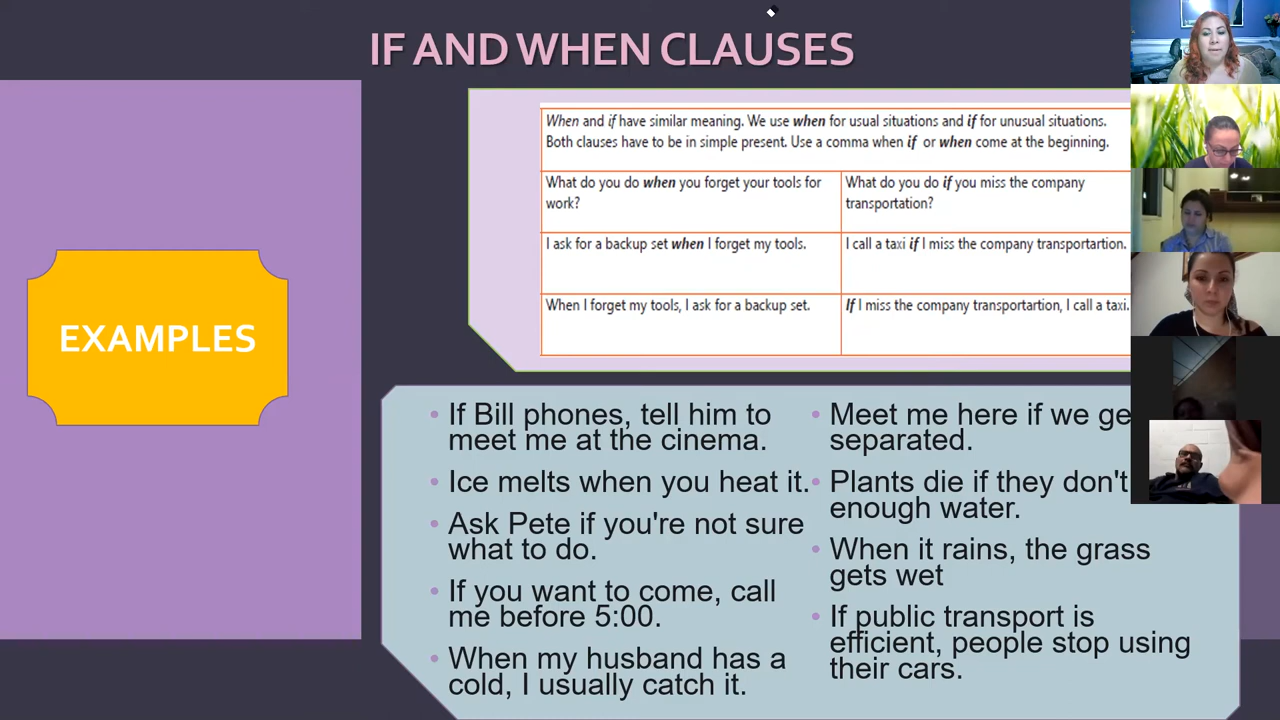 IF AND WHEN CLAUSES
When and if have similar meaning. We use when for usual situations and if for unusual situations.
Both clauses have to be in simple present. Use a comma when if or when come at the beginning.
What do you do when you forget your tools for
work?
What do you do if you miss the company
transportation?
I ask for a backup set when I forget my tools.
I call a taxi if I miss the company transportartion.
When I forget my tools, I ask for a backup set.
If I miss the company transportartion, I call a taxi.
EXAMPLES
• If Bill phones, tell him to
meet me at the cinema.
• Ice melts when you heat it.
• Ask Pete if you're not sure
what to do.
• If you want to come, call
me before 5:00.
• When my husband has a
cold, I usually catch it.
• Meet me here if we
separated.
• Plants die if they don't
enough water.
• When it rains, the grass
gets wet
• If public transport is
efficient, people stop using
their cars.